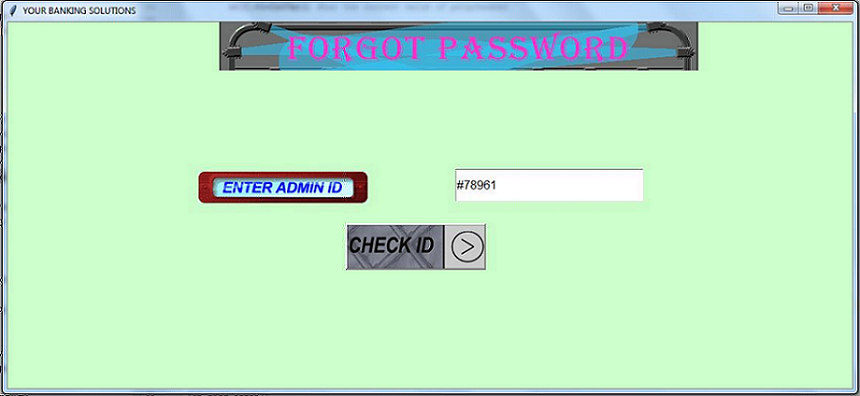 YOUR BANKING SOLUTIONS
FORGOT PASSWORD
ENTER ADMIN ID
#78961
CHECK ID